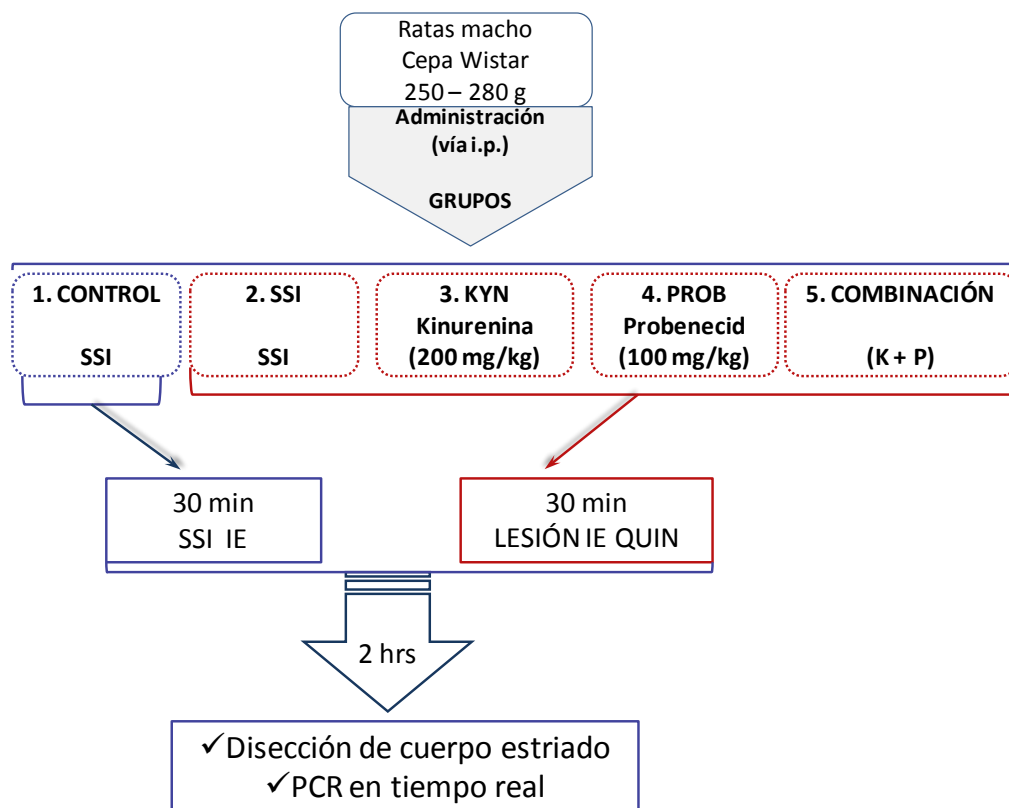 Ratas macho
Cepa Wistar
250 – 280 g
Administración
(vía i.p.)
GRUPOS
1. CONTROL
SSI
2. SSI
SSI
3. KYN
Kinurenina
(200 mg/kg)
4. PROB
Probenecid
(100 mg/kg)
5. COMBINACIÓN
(K + P)
30 min
SSI IE
30 min
LESIÓN IE QUIN
2 hrs
✓Disección de cuerpo estriado
✓PCR en tiempo real